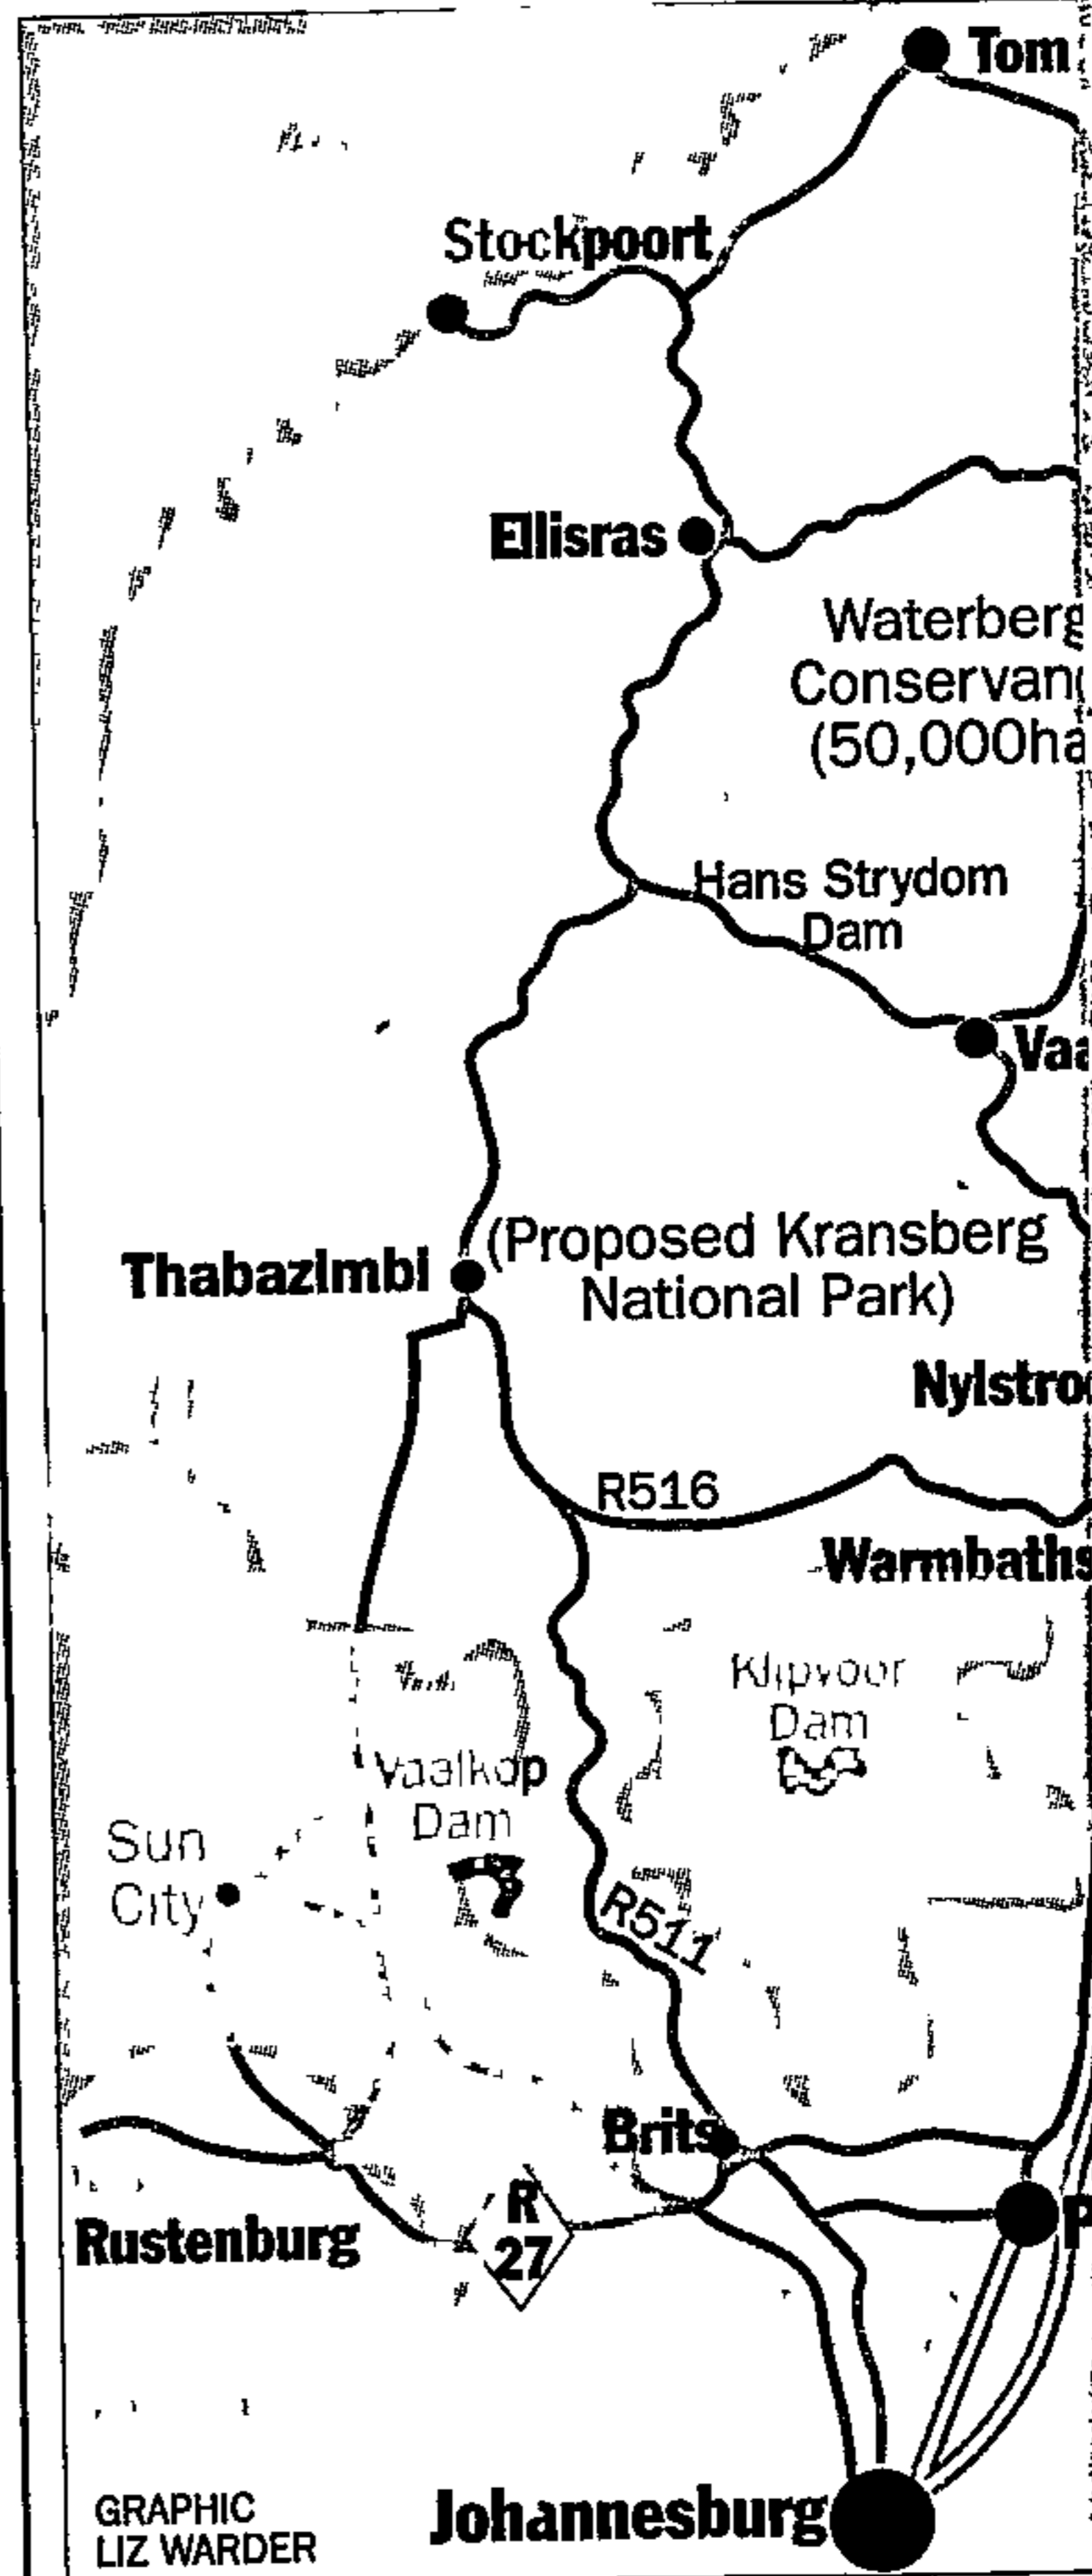 Tom
Stockpoort
Ellisras
Waterberg
Conservan
(50,000ha
Hans Strydom
Dam
Vaa
(Proposed Kransberg
National Park)
Thabazimbi
Nylstroo
R516
Warmbaths
Klipvoor
Dam
Vaalkop
Dam
Sun
City
R511
Brits
R
27
P
Rustenburg
Johannesburg
GRAPHIC
LIZ WARDER